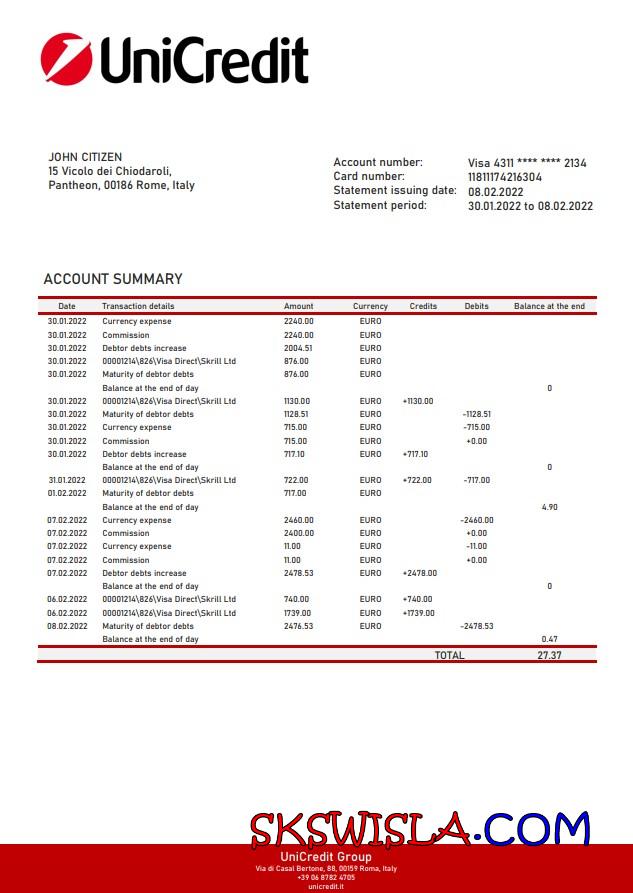 UniCredit
JOHN CITIZEN
15 Vicolo dei Chiodaroli,
Pantheon, 00186 Rome, Italy
Account number: Visa 4311 **** **** 2134
Card number: 11811174216304
Statement issuing date: 08.02.2022
Statement period: 30.01.2022 to 08.02.2022
ACCOUNT SUMMARY
Date Transaction details Amount Currency Credits Debits Balance at the end
30.01.2022 Currency expense 2240.00 EURO
30.01.2022 Commission 2240.00 EURO
30.01.2022 Debtor debts increase 2004.51 EURO
30.01.2022 00001214\826\Visa Direct\Skrill Ltd 876.00 EURO
30.01.2022 Maturity of debtor debts 876.00 EURO
Balance at the end of day 0
30.01.2022 00001214\826\Visa Direct\Skrill Ltd 1130.00 EURO +1130.00
30.01.2022 Maturity of debtor debts 1128.51 EURO -1128.51
30.01.2022 Currency expense 715.00 EURO -715.00
30.01.2022 Commission 715.00 EURO +0.00
30.01.2022 Debtor debts increase 717.10 EURO +717.10
Balance at the end of day 0
31.01.2022 00001214\826\Visa Direct\Skrill Ltd 722.00 EURO +722.00 -717.00
01.02.2022 Maturity of debtor debts 717.00 EURO
Balance at the end of day 4.90
07.02.2022 Currency expense 2460.00 EURO -2460.00
07.02.2022 Commission 2400.00 EURO +0.00
07.02.2022 Currency expense 11.00 EURO -11.00
07.02.2022 Commission 11.00 EURO +0.00
07.02.2022 Debtor debts increase 2478.53 EURO +2478.00
Balance at the end of day 0
06.02.2022 00001214\826\Visa Direct\Skrill Ltd 740.00 EURO +740.00
06.02.2022 00001214\826\Visa Direct\Skrill Ltd 1739.00 EURO +1739.00
08.02.2022 Maturity of debtor debts 2476.53 EURO -2478.53
Balance at the end of day 0.47
TOTAL 27.37
SKSWISLA.COM
UniCredit Group
Via di Casal Bertone, 88, 00159 Roma, Italy
+39 06 8782 4705
unicredit.it